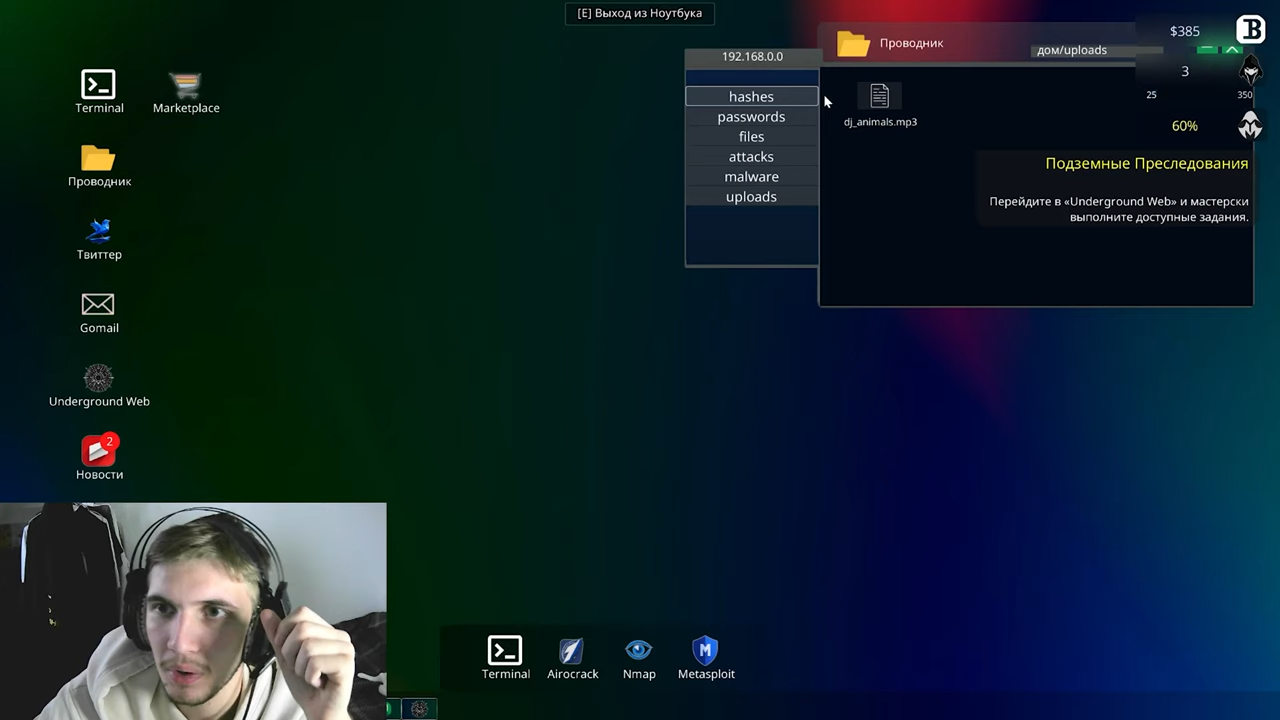 [E] Выход из Ноутбука
Terminal
Marketplace
Проводник
Твиттер
Gomail
Underground Web
2
Новости
192.168.0.0
hashes
passwords
files
attacks
malware
uploads
Проводник
дом/uploads
dj_animals.mp3
$385
B
3
25
350
60%
Подземные Преследования
Перейдите в «Underground Web» и мастерски
выполните доступные задания.
Terminal
Airocrack
Nmap
M
Metasploit